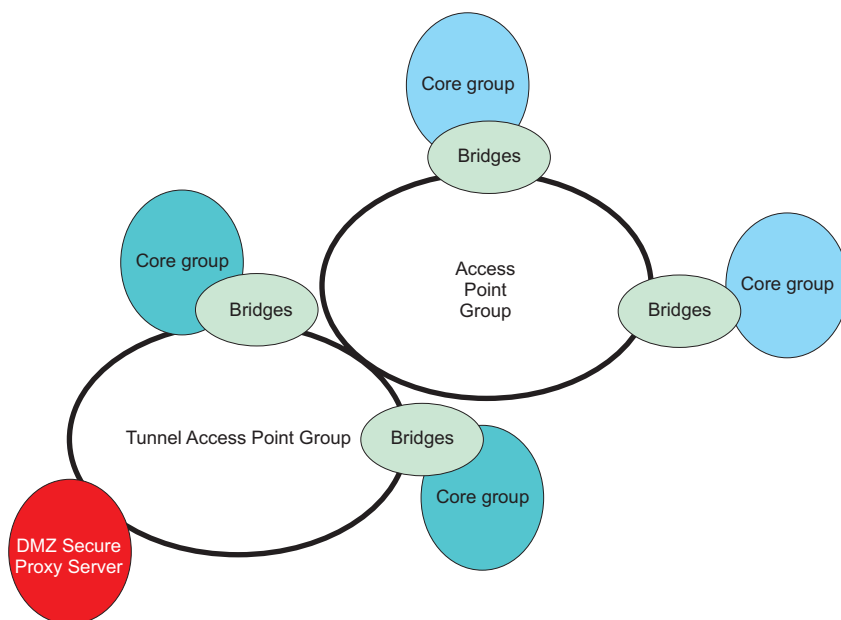 Core group
Bridges
Core group
Bridges
Access
Point
Group
Core group
Bridges
Tunnel Access Point Group
Bridges
Core group
DMZ Secure
Proxy Server